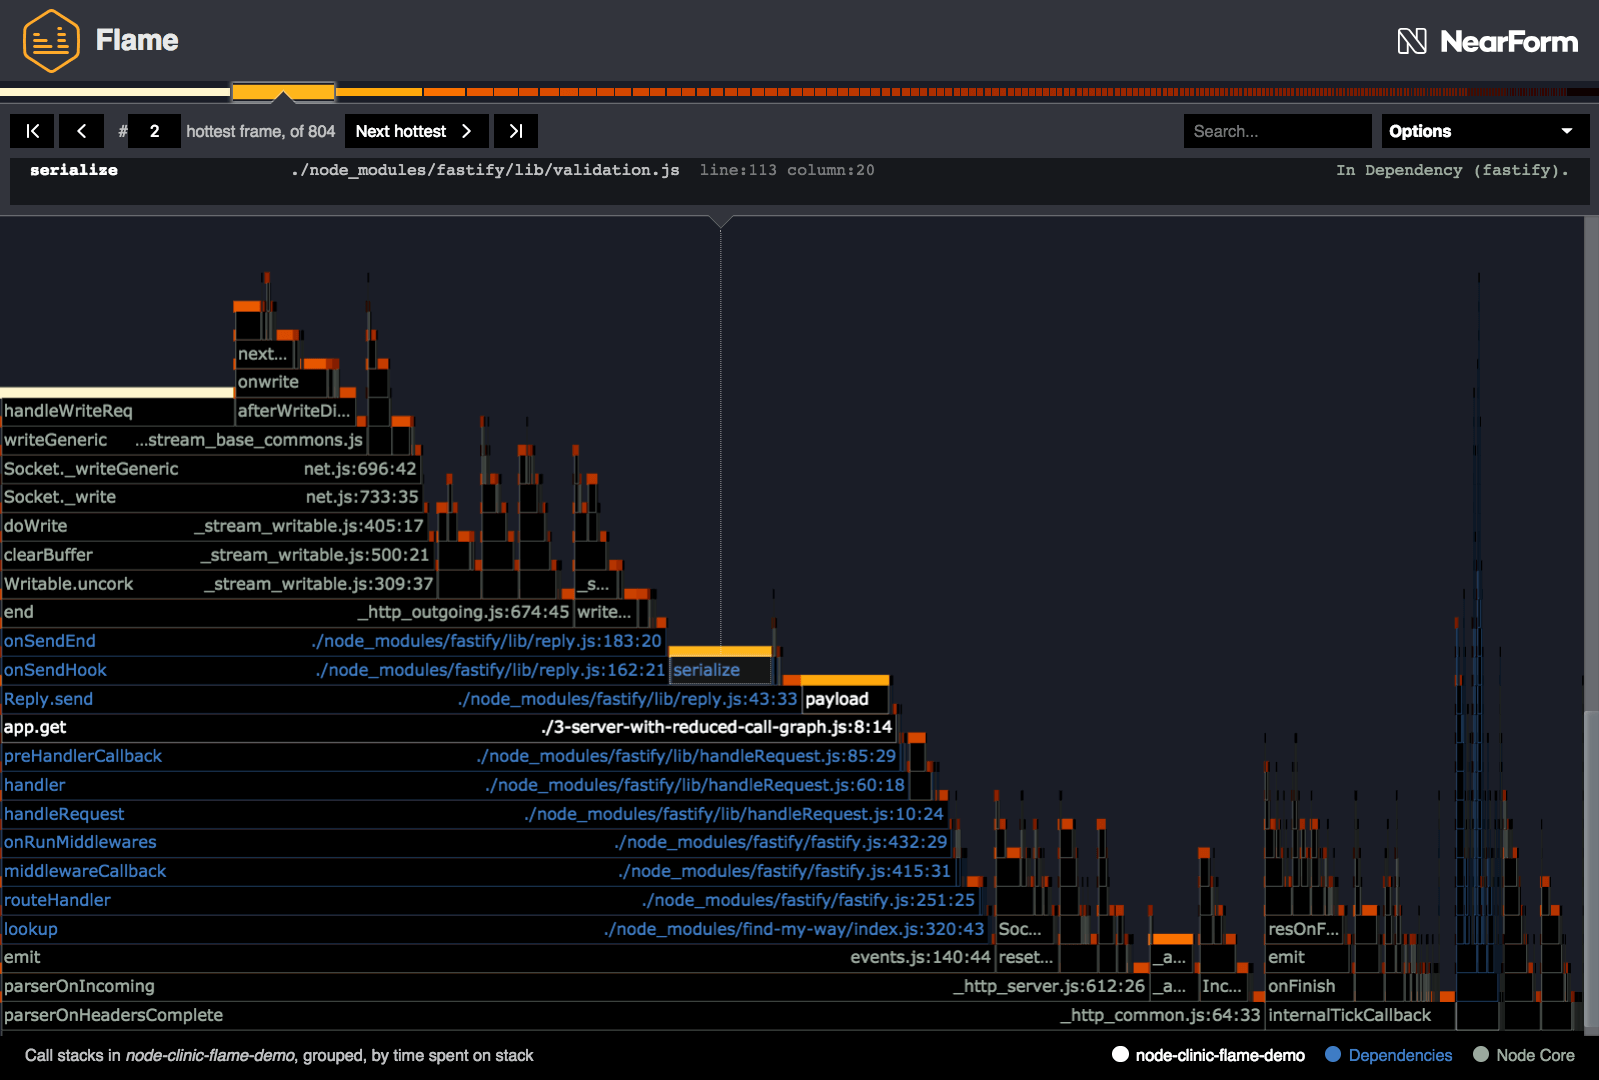 Flame
NearForm
# 2 hottest frame, of 804 Next hottest Search... Options
serialize ./node_modules/fastify/lib/validation.js line:113 column:20 In Dependency (fastify).
next...
onwrite
handleWriteReq afterWriteDi...
writeGeneric ...stream_base_commons.js
Socket._writeGeneric net.js:696:42
Socket._write net.js:733:35
doWrite _stream_writable.js:405:17
clearBuffer _stream_writable.js:500:21
Writable.uncork _stream_writable.js:309:37 _s...
end _http_outgoing.js:674:45 write...
onSendEnd ./node_modules/fastify/lib/reply.js:183:20
onSendHook ./node_modules/fastify/lib/reply.js:162:21 serialize
Reply.send ./node_modules/fastify/lib/reply.js:43:33 payload
app.get ./3-server-with-reduced-call-graph.js:8:14
preHandlerCallback ./node_modules/fastify/lib/handleRequest.js:85:29
handler ./node_modules/fastify/lib/handleRequest.js:60:18
handleRequest ./node_modules/fastify/lib/handleRequest.js:10:24
onRunMiddlewares ./node_modules/fastify/fastify.js:432:29
middlewareCallback ./node_modules/fastify/fastify.js:415:31
routeHandler ./node_modules/fastify/fastify.js:251:25
lookup ./node_modules/find-my-way/index.js:320:43 Soc... resOnF...
emit events.js:140:44 reset... _a... emit
parserOnIncoming _http_server.js:612:26 _a... Inc... onFinish
parserOnHeadersComplete _http_common.js:64:33 internalTickCallback
Call stacks in node-clinic-flame-demo, grouped, by time spent on stack node-clinic-flame-demo Dependencies Node Core